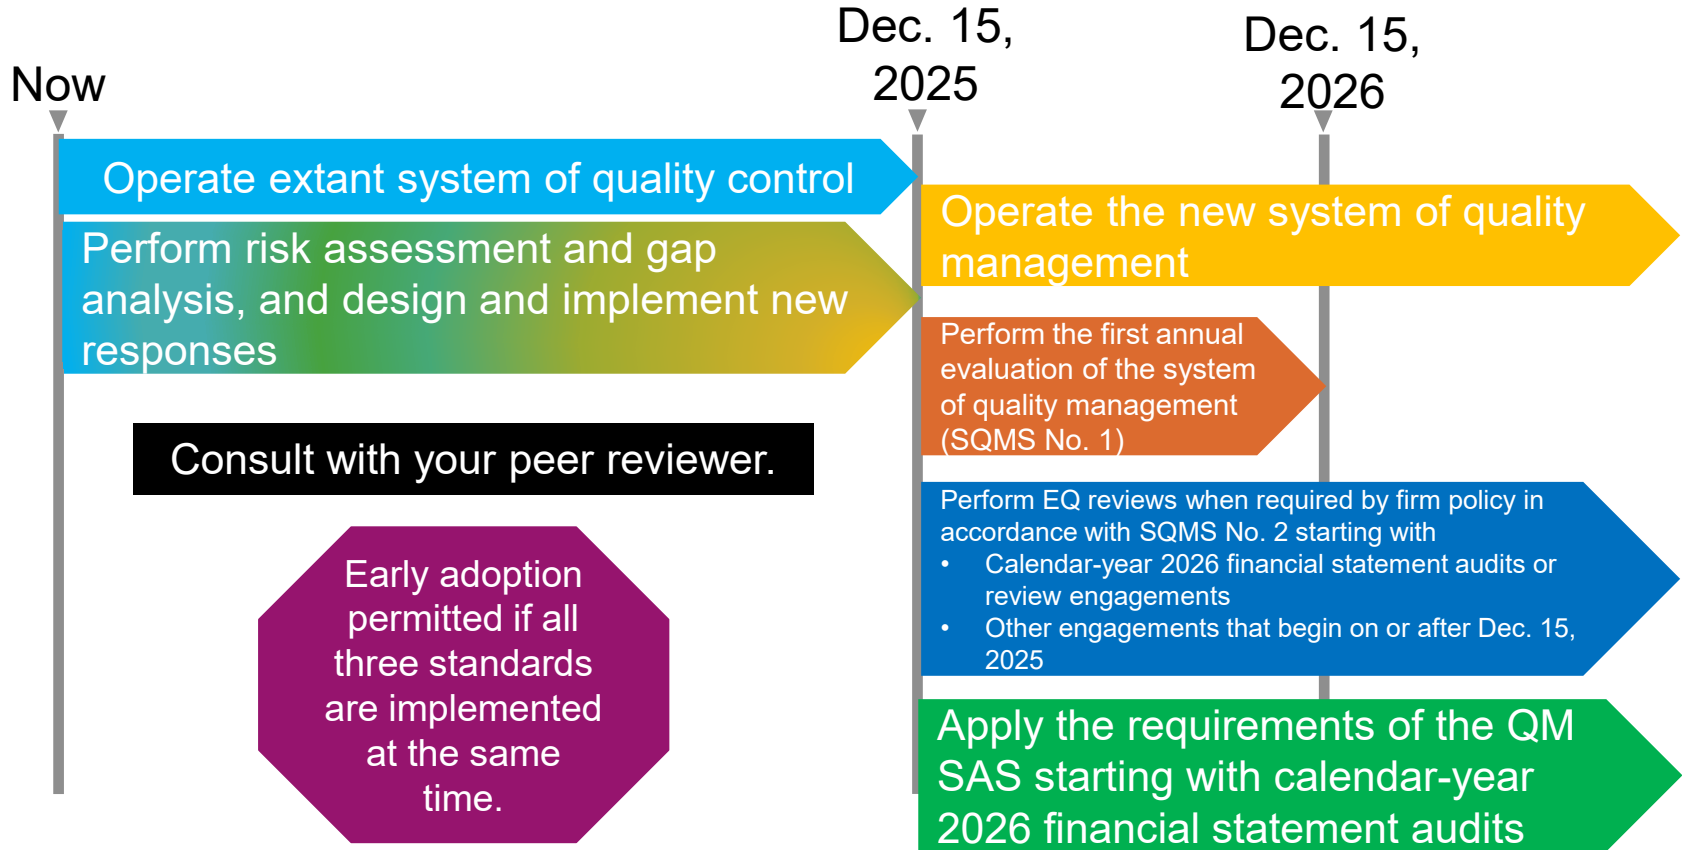 Now
Dec. 15,
2025
Dec. 15,
2026
Operate extant system of quality control
Perform risk assessment and gap
analysis, and design and implement new
responses
Consult with your peer reviewer.
Early adoption
permitted if all
three standards
are implemented
at the same
time.
Operate the new system of quality
management
Perform the first annual
evaluation of the system
of quality management
(SQMS No. 1)
Perform EQ reviews when required by firm policy in
accordance with SQMS No. 2 starting with
• Calendar-year 2026 financial statement audits or
review engagements
• Other engagements that begin on or after Dec. 15,
2025
Apply the requirements of the QM
SAS starting with calendar-year
2026 financial statement audits